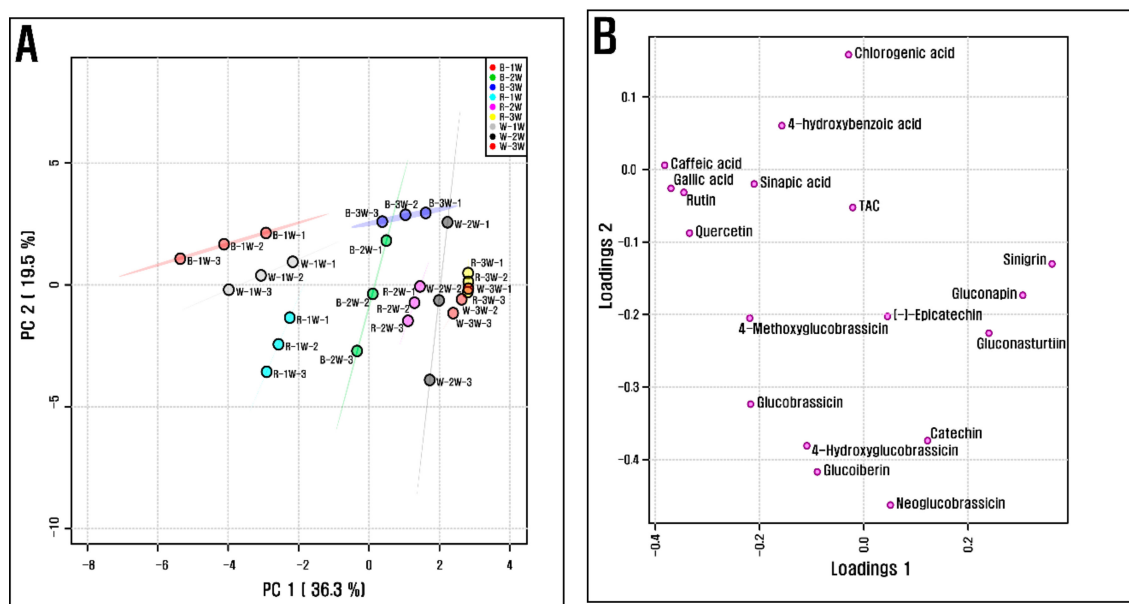 A
B-1W
B-2W
B-3W
R-1W
R-2W
R-3W
W-1W
W-2W
W-3W
5
0
-5
-10
PC 2 ( 19.5 %)
B-3W-3
B-3W-2
B-3W-1
W-2W-1
B-1W-1
B-1W-2
B-1W-3
B-2W-1
W-1W-1
W-1W-2
W-1W-3
R-3W-1
R-3W-2
R-3W-3
W-3W-1
W-3W-2
W-3W-3
B-2W-2
R-2W-1
W-2W-2
R-2W-2
R-2W-3
R-1W-1
R-1W-2
R-1W-3
B-2W-3
W-2W-3
-8
-6
-4
-2
0
2
4
PC 1 ( 36.3 %)
B
Loadings 2
0.1
0.0
-0.1
-0.2
-0.3
-0.4
Chlorogenic acid
4-hydroxybenzoic acid
Caffeic acid
Gallic acid
Rutin
Sinapic acid
TAC
Quercetin
Sinigrin
Gluconapin
(-)-Epicatechin
4-Methoxyglucobrassicin
Gluconasturtiin
Glucobrassicin
Catechin
4-Hydroxyglucobrassicin
Glucoiberin
Neoglucobrassicin
-0.4
-0.2
0.0
0.2
Loadings 1